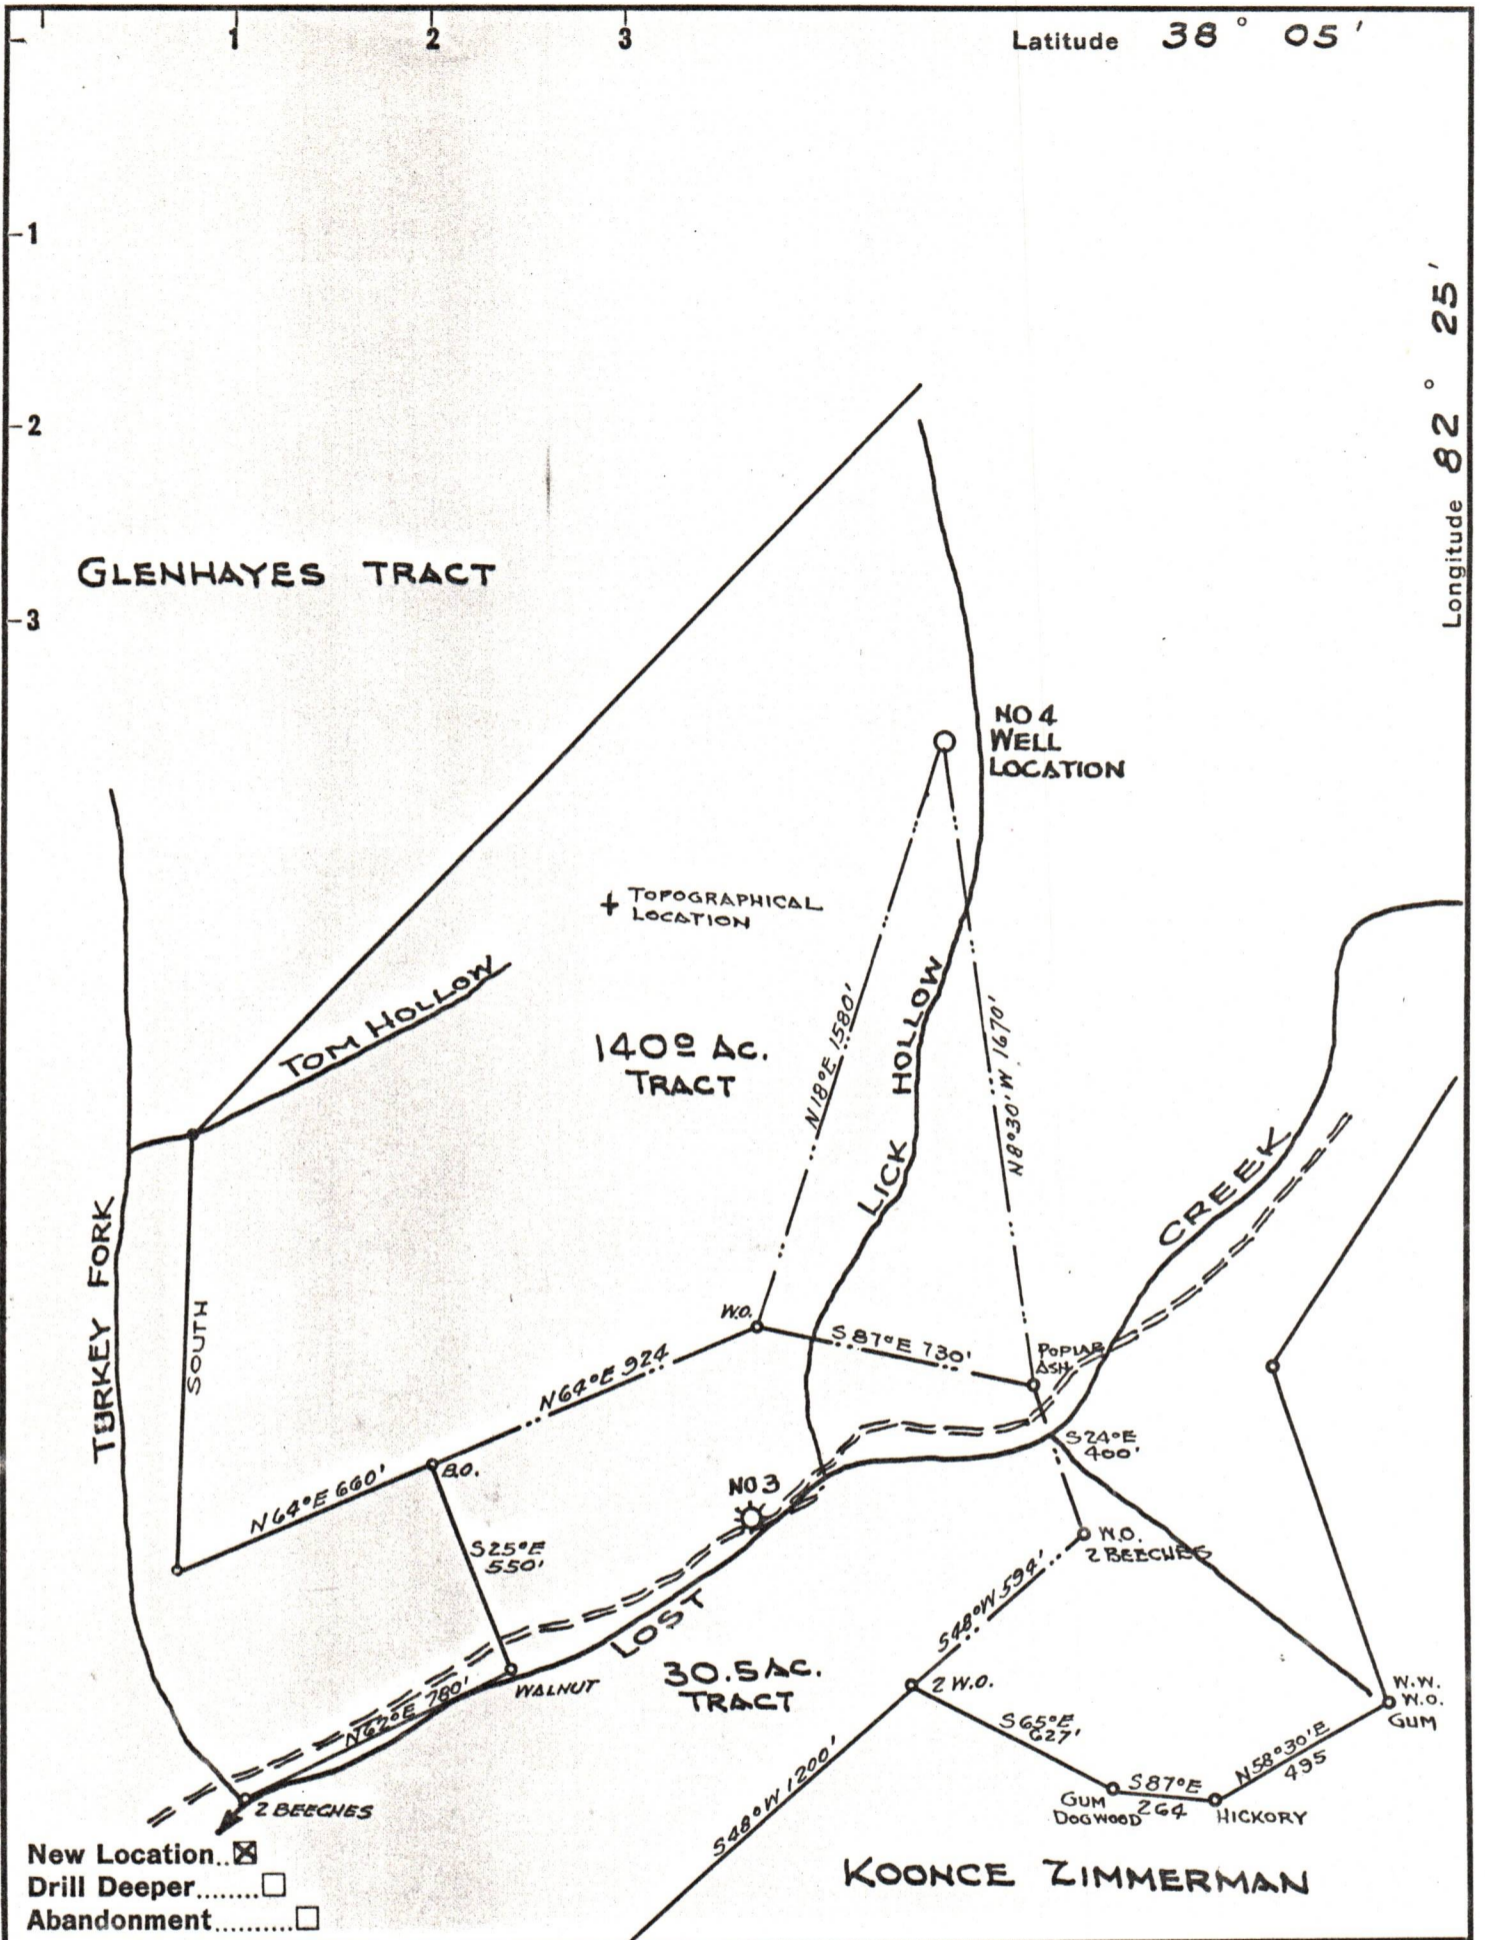 1 2 3
Latitude 38° 05'
-1
-2
-3
Longitude 82° 25'
GLENHAYES TRACT
NO 4
WELL
LOCATION
+ TOPOGRAPHICAL
LOCATION
TOM HOLLOW
140º AC.
TRACT
N18°E 1580'
LICK HOLLOW
N8°30'W 1670'
CREEK
TURKEY FORK
SOUTH
W.O.
S87°E 730'
POPLAR
ASH
N64°E 924
S24°E
400'
B.O.
N64°E 660'
NO 3
S25°E
550'
W.O.
2 BEECHES
S48°W 594'
LOST
30.5 AC.
TRACT
WALNUT
N62°E 780'
2 W.O.
W.W.
W.O.
GUM
S65°E
627'
N58°30'E
495
S87°E
264
GUM
DOGWOOD
HICKORY
2 BEECHES
S48°W 1200'
KOONCE ZIMMERMAN
New Location..☒
Drill Deeper........☐
Abandonment..........☐